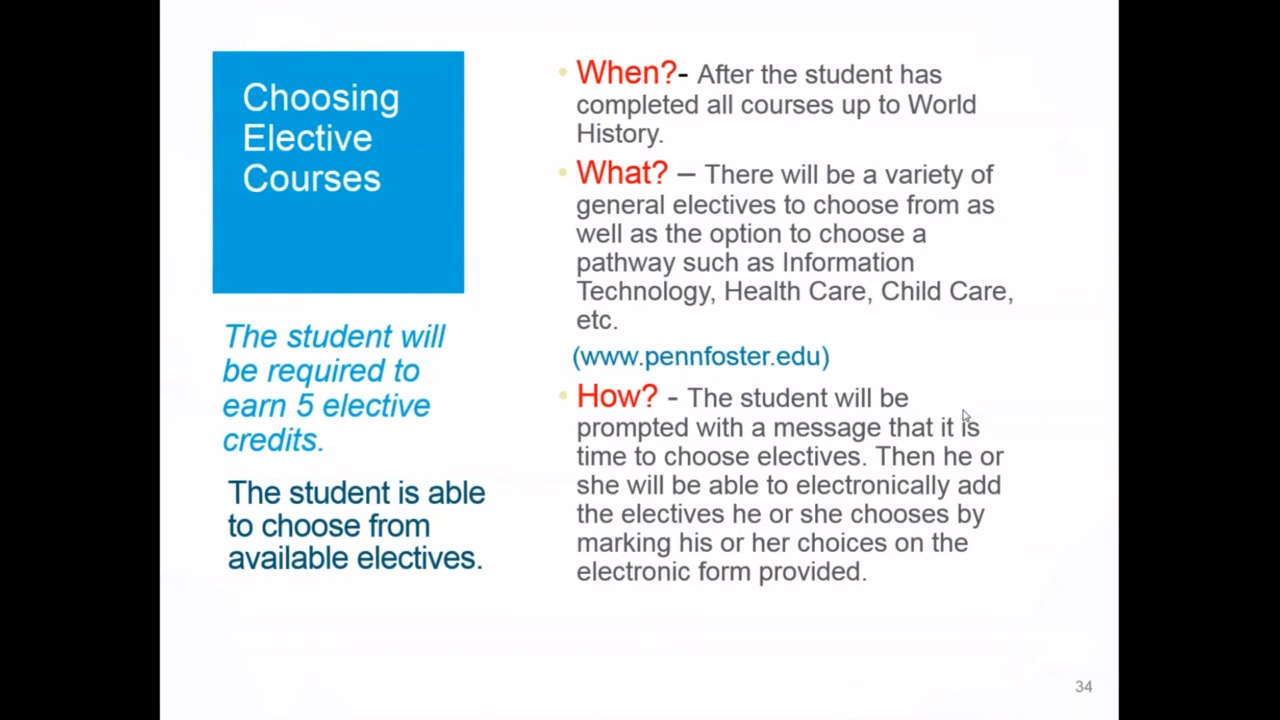 Choosing
Elective
Courses
The student will
be required to
earn 5 elective
credits.
The student is able
to choose from
available electives.
• When?- After the student has
completed all courses up to World
History.
• What? – There will be a variety of
general electives to choose from as
well as the option to choose a
pathway such as Information
Technology, Health Care, Child Care,
etc.
(www.pennfoster.edu)
• How? - The student will be
prompted with a message that it is
time to choose electives. Then he or
she will be able to electronically add
the electives he or she chooses by
marking his or her choices on the
electronic form provided.
34